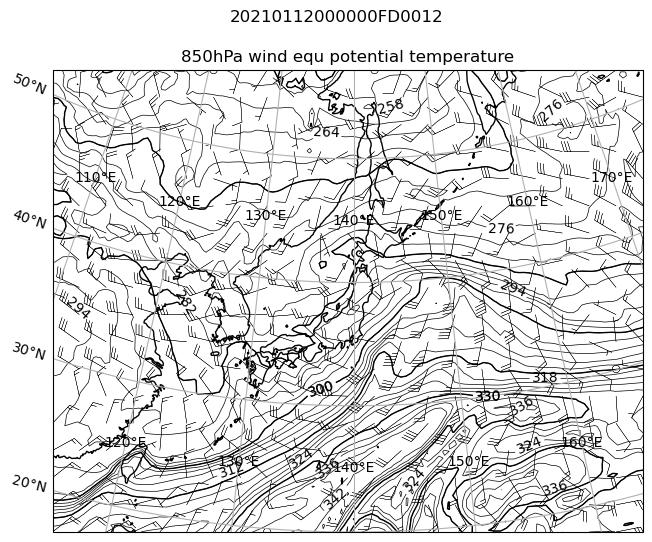 20210112000000FD0012
850hPa wind equ potential temperature
50°N
258
276
264
110°E
170°E
120°E
160°E
40°N
130°E
140°E
150°E
276
294
294
282
30°N
318
300
330
336
120°E
160°E
324
130°E
312
324
140°E
150°E
324
20°N
336
342